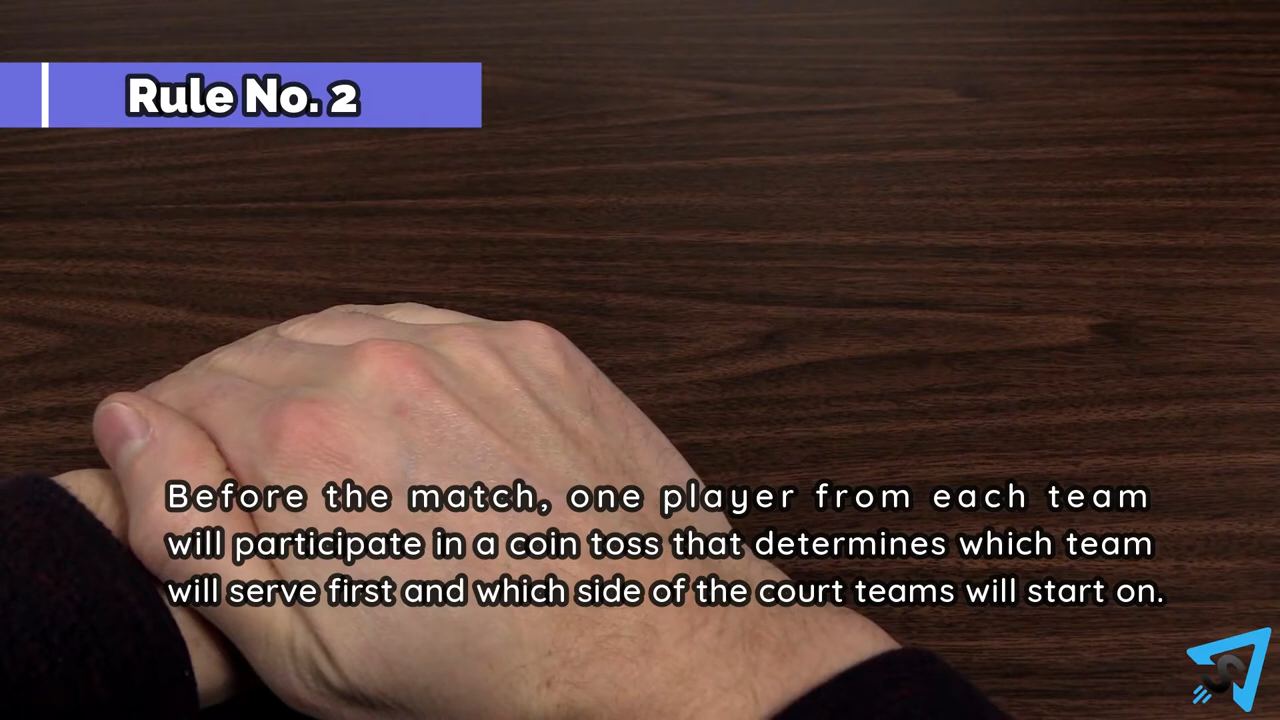 Rule No. 2
Before the match, one player from each team
will participate in a coin toss that determines which team
will serve first and which side of the court teams will start on.